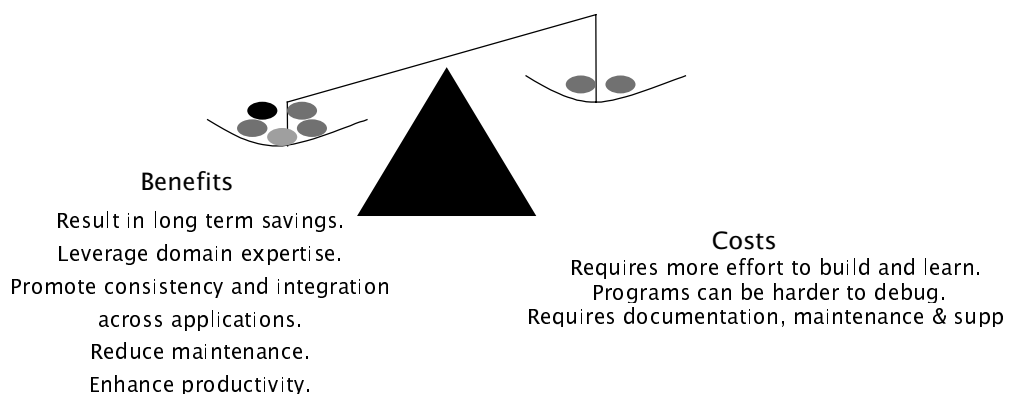 Benefits
Result in long term savings.
Leverage domain expertise.
Promote consistency and integration
across applications.
Reduce maintenance.
Enhance productivity.
Costs
Requires more effort to build and learn.
Programs can be harder to debug.
Requires documentation, maintenance & supp